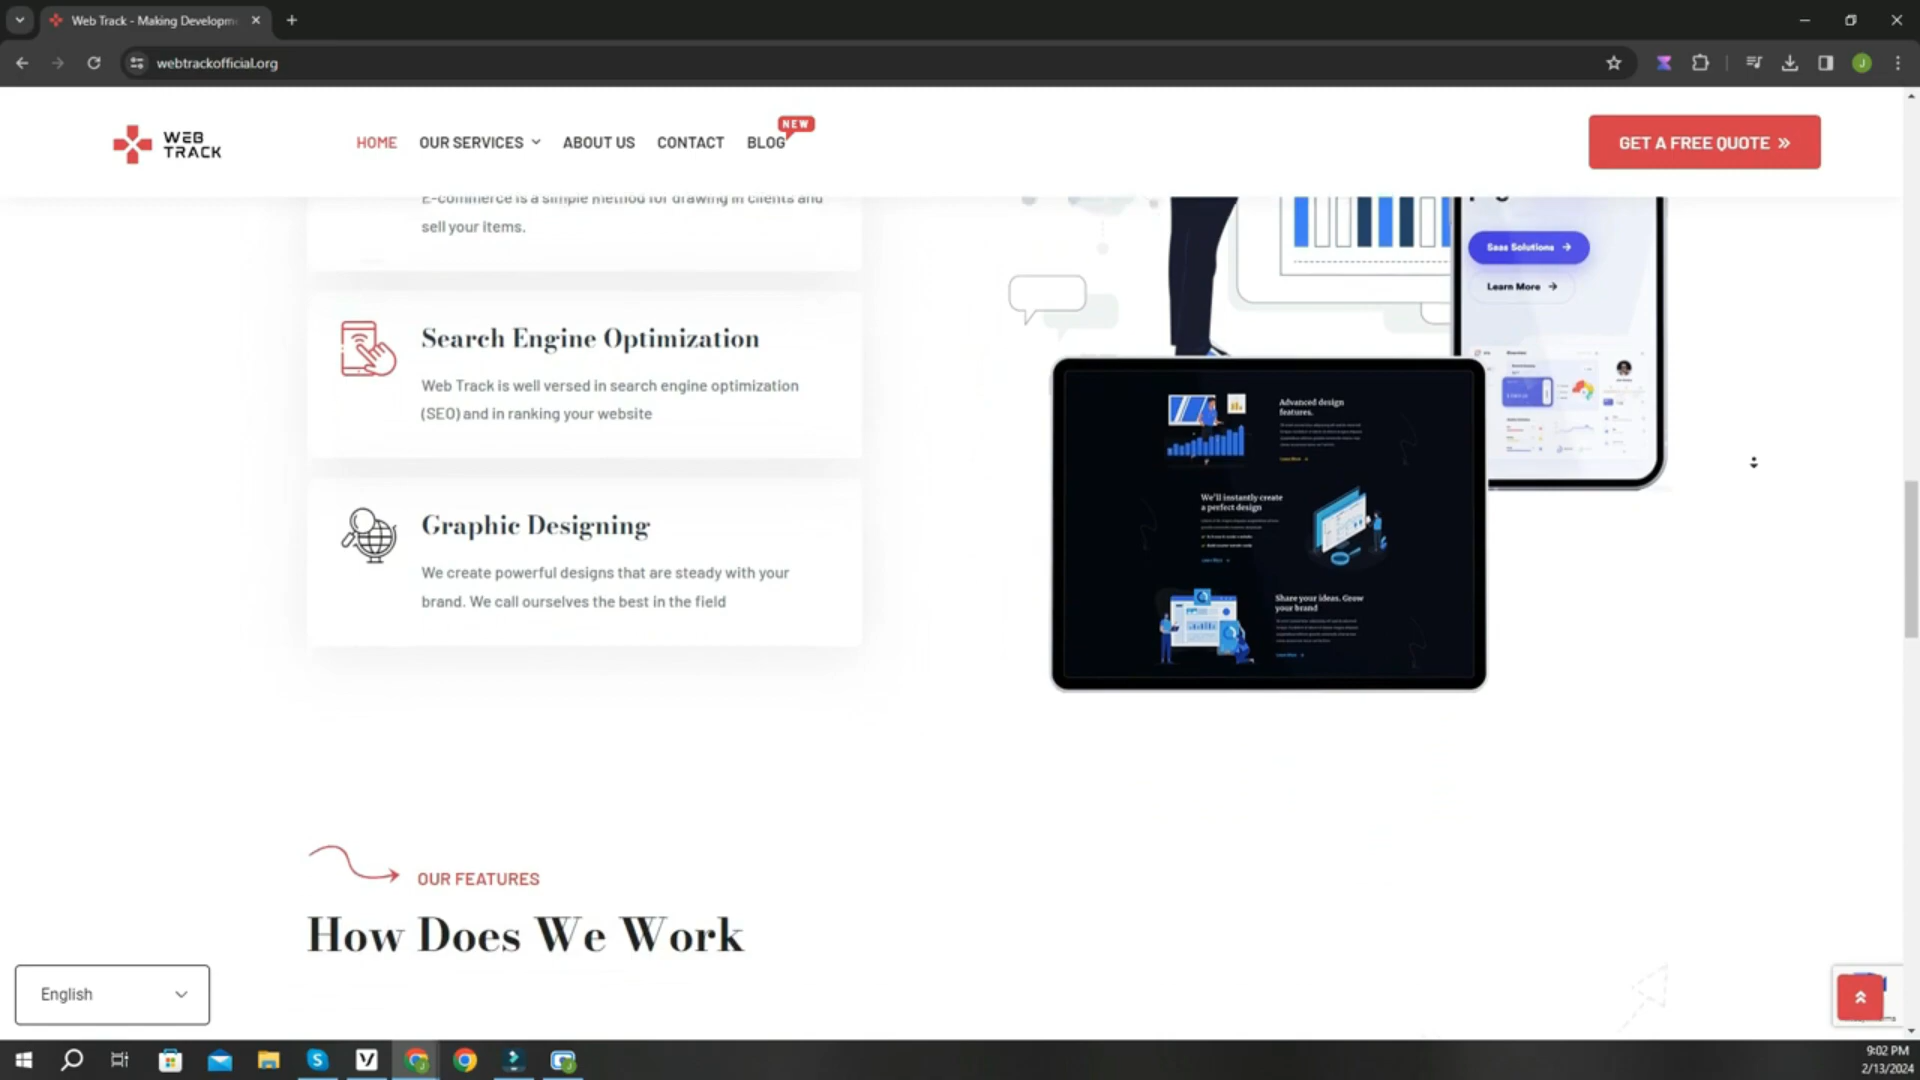 Web Track - Making Developm
webtrackofficial.org
J
WEB
TRACK
HOME
OUR SERVICES
ABOUT US
CONTACT
BLOG
NEW
GET A FREE QUOTE »
E-commerce is a simple method for drawing in clients and
sell your items.
Search Engine Optimization
Web Track is well versed in search engine optimization
(SEO) and in ranking your website
Graphic Designing
We create powerful designs that are steady with your
brand. We call ourselves the best in the field
Saas Solutions →
Learn More →
Advanced design
features.
We'll instantly create
a perfect design
Share your ideas. Grow
your brand
OUR FEATURES
How Does We Work
English
9:02 PM
2/13/2024